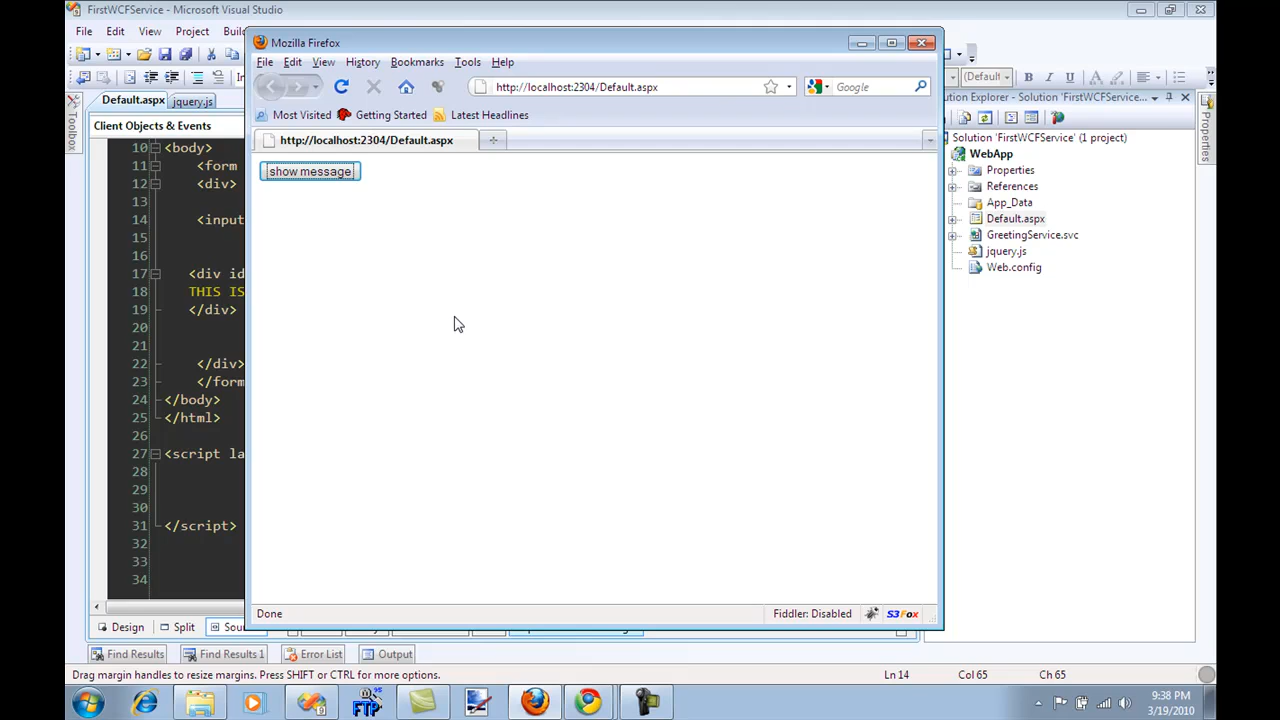 FirstWCFService - Microsoft Visual Studio
File Edit View Project Build
Default.aspx jquery.js
Client Objects & Events
Toolbox
10 <body>
11 <form
12 <div>
13
14 <input
15
16
17 <div id
18 THIS IS
19 </div>
20
21
22 </div>
23 </form
24 </body>
25 </html>
26
27 <script la
28
29
30
31 </script>
32
33
34
Design Split Sou
Mozilla Firefox
File Edit View History Bookmarks Tools Help
http://localhost:2304/Default.aspx
Google
Most Visited Getting Started Latest Headlines
http://localhost:2304/Default.aspx
show message
Done Fiddler: Disabled S3Fox
(Default B I U A
ution Explorer - Solution 'FirstWCFService...
Solution 'FirstWCFService' (1 project)
WebApp
Properties
References
App_Data
Default.aspx
GreetingService.svc
jquery.js
Web.config
Properties
Find Results Find Results 1 Error List Output
Drag margin handles to resize margins. Press SHIFT or CTRL for more options. Ln 14 Col 65 Ch 65
FTP
9:38 PM
3/19/2010